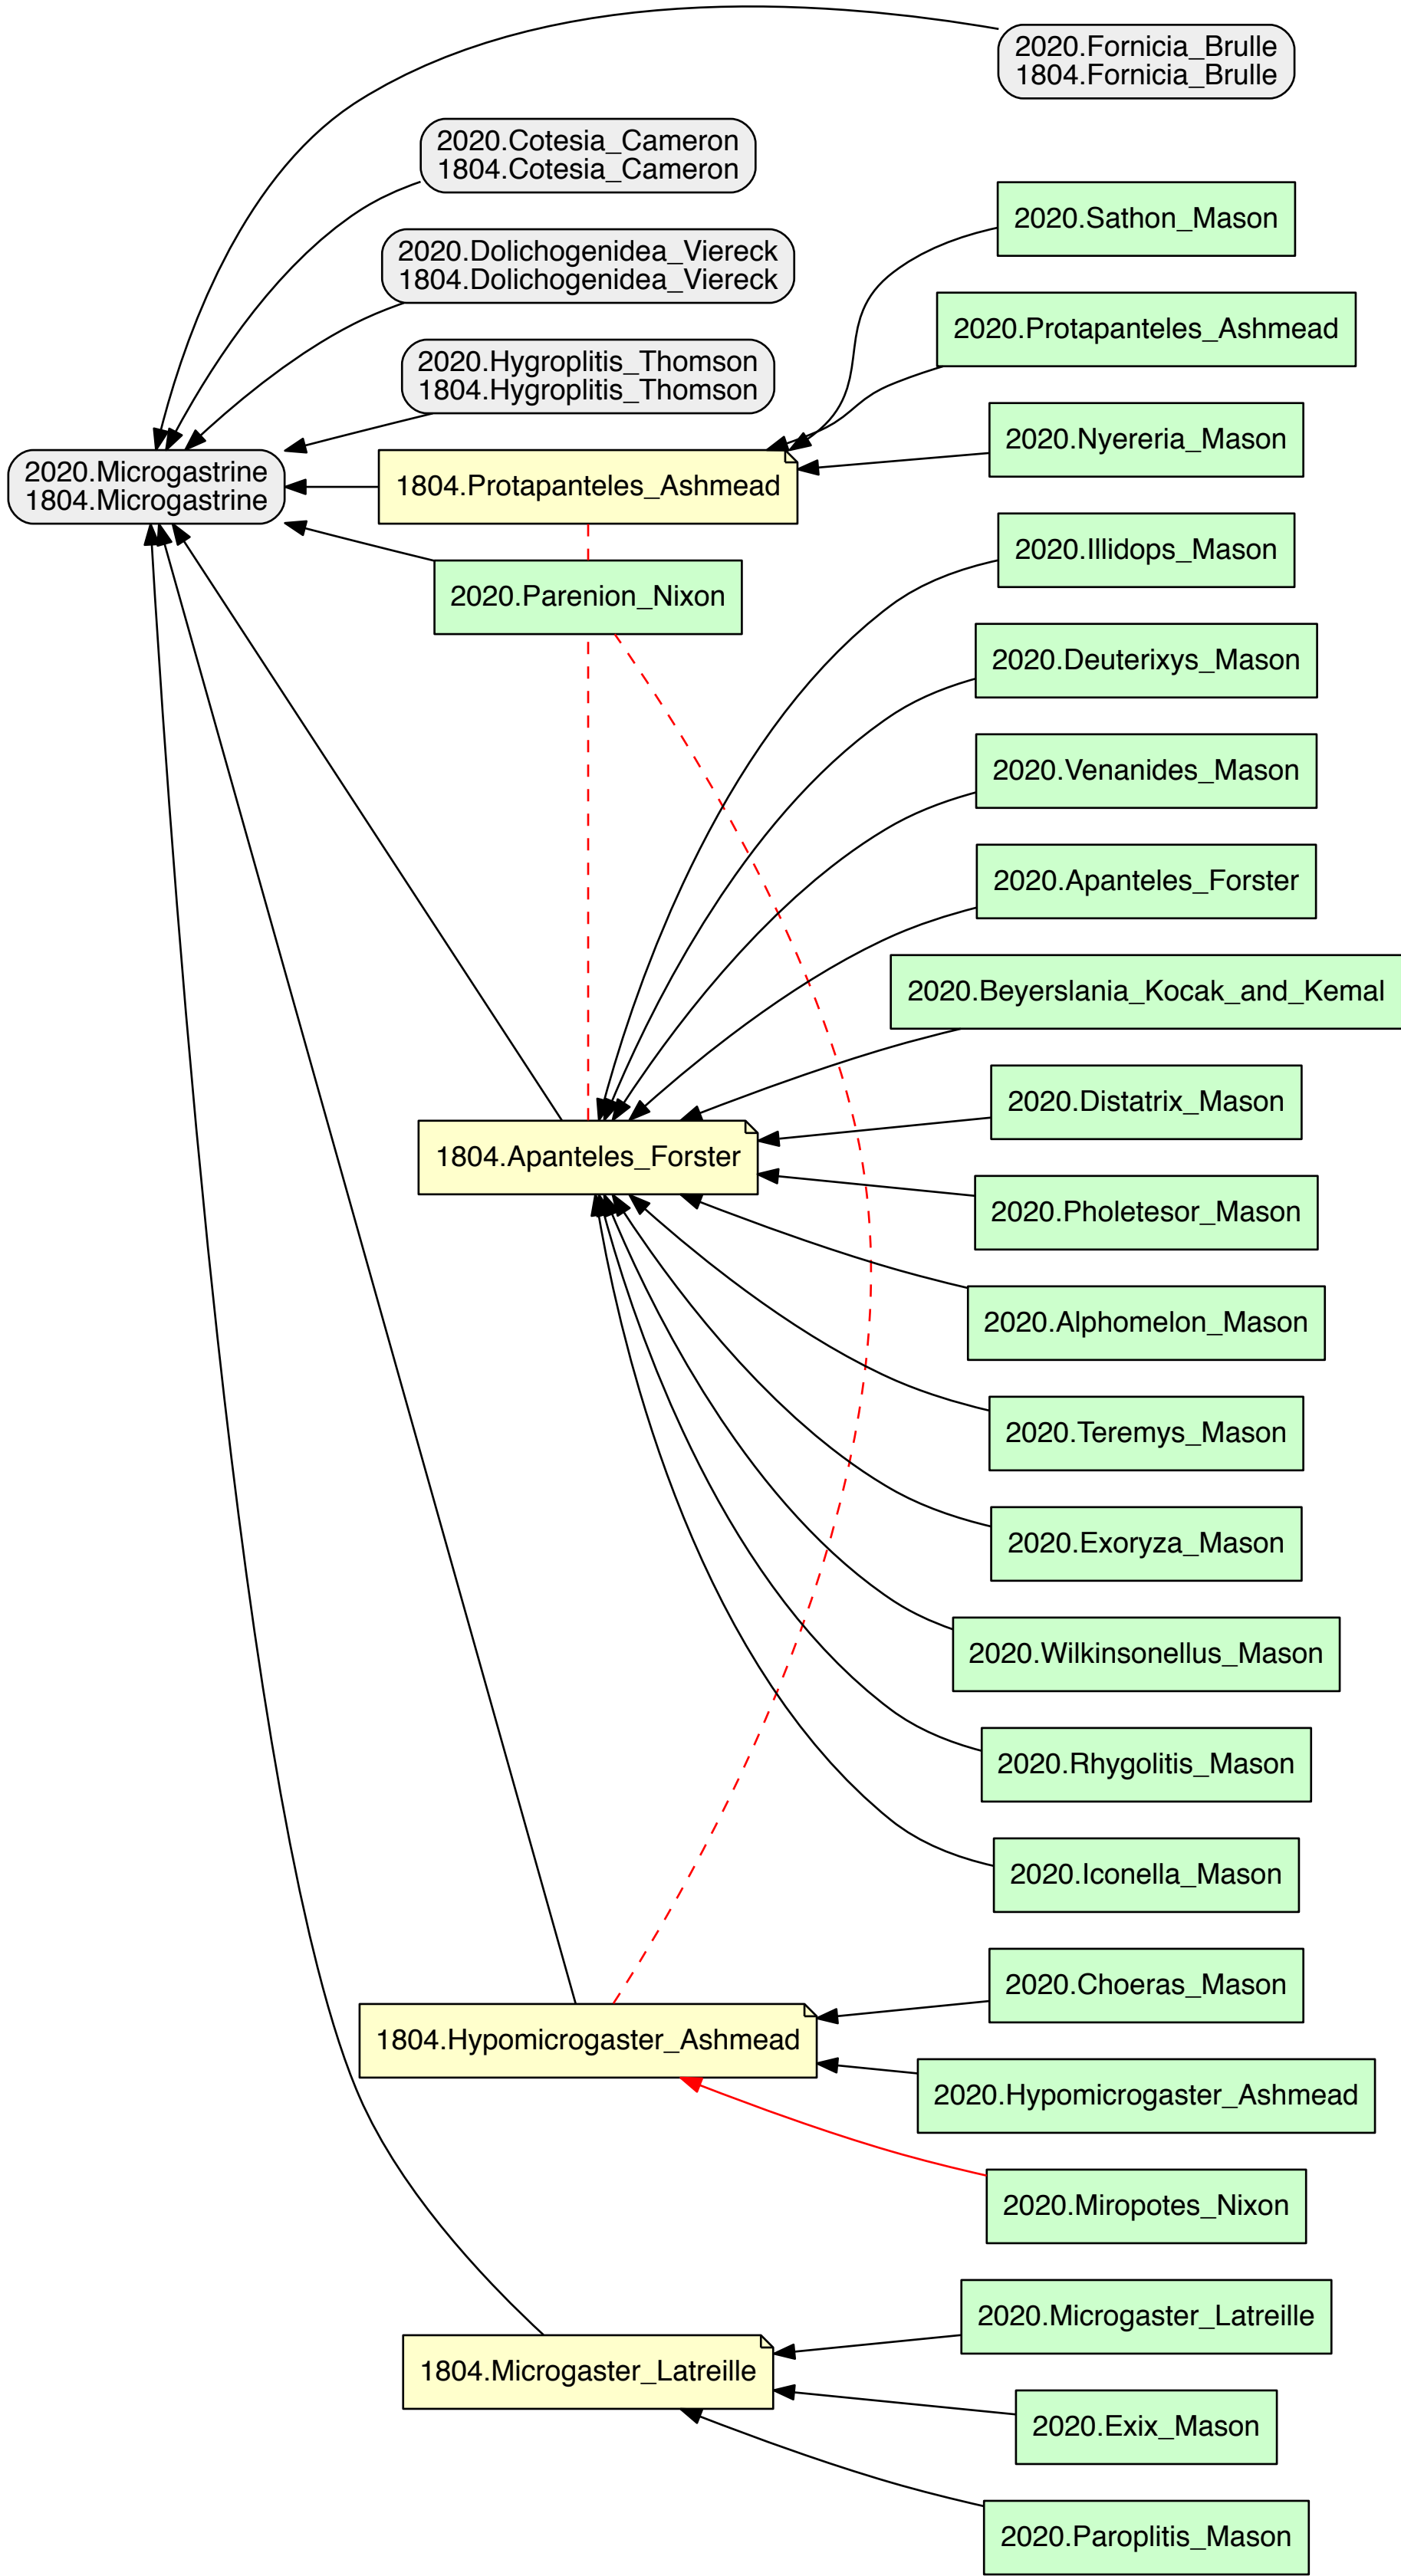 2020.Fornicia_Brulle
1804.Fornicia_Brulle
2020.Cotesia_Cameron
1804.Cotesia_Cameron
2020.Sathon_Mason
2020.Dolichogenidea_Viereck
1804.Dolichogenidea_Viereck
2020.Protapanteles_Ashmead
2020.Hygroplitis_Thomson
1804.Hygroplitis_Thomson
2020.Nyereria_Mason
2020.Microgastrine
1804.Microgastrine
1804.Protapanteles_Ashmead
2020.Illidops_Mason
2020.Parenion_Nixon
2020.Deuterixys_Mason
2020.Venanides_Mason
2020.Apanteles_Forster
2020.Beyerslania_Kocak_and_Kemal
2020.Distatrix_Mason
1804.Apanteles_Forster
2020.Pholetesor_Mason
2020.Alphomelon_Mason
2020.Teremys_Mason
2020.Exoryza_Mason
2020.Wilkinsonellus_Mason
2020.Rhygolitis_Mason
2020.Iconella_Mason
2020.Choeras_Mason
1804.Hypomicrogaster_Ashmead
2020.Hypomicrogaster_Ashmead
2020.Miropotes_Nixon
2020.Microgaster_Latreille
1804.Microgaster_Latreille
2020.Exix_Mason
2020.Paroplitis_Mason